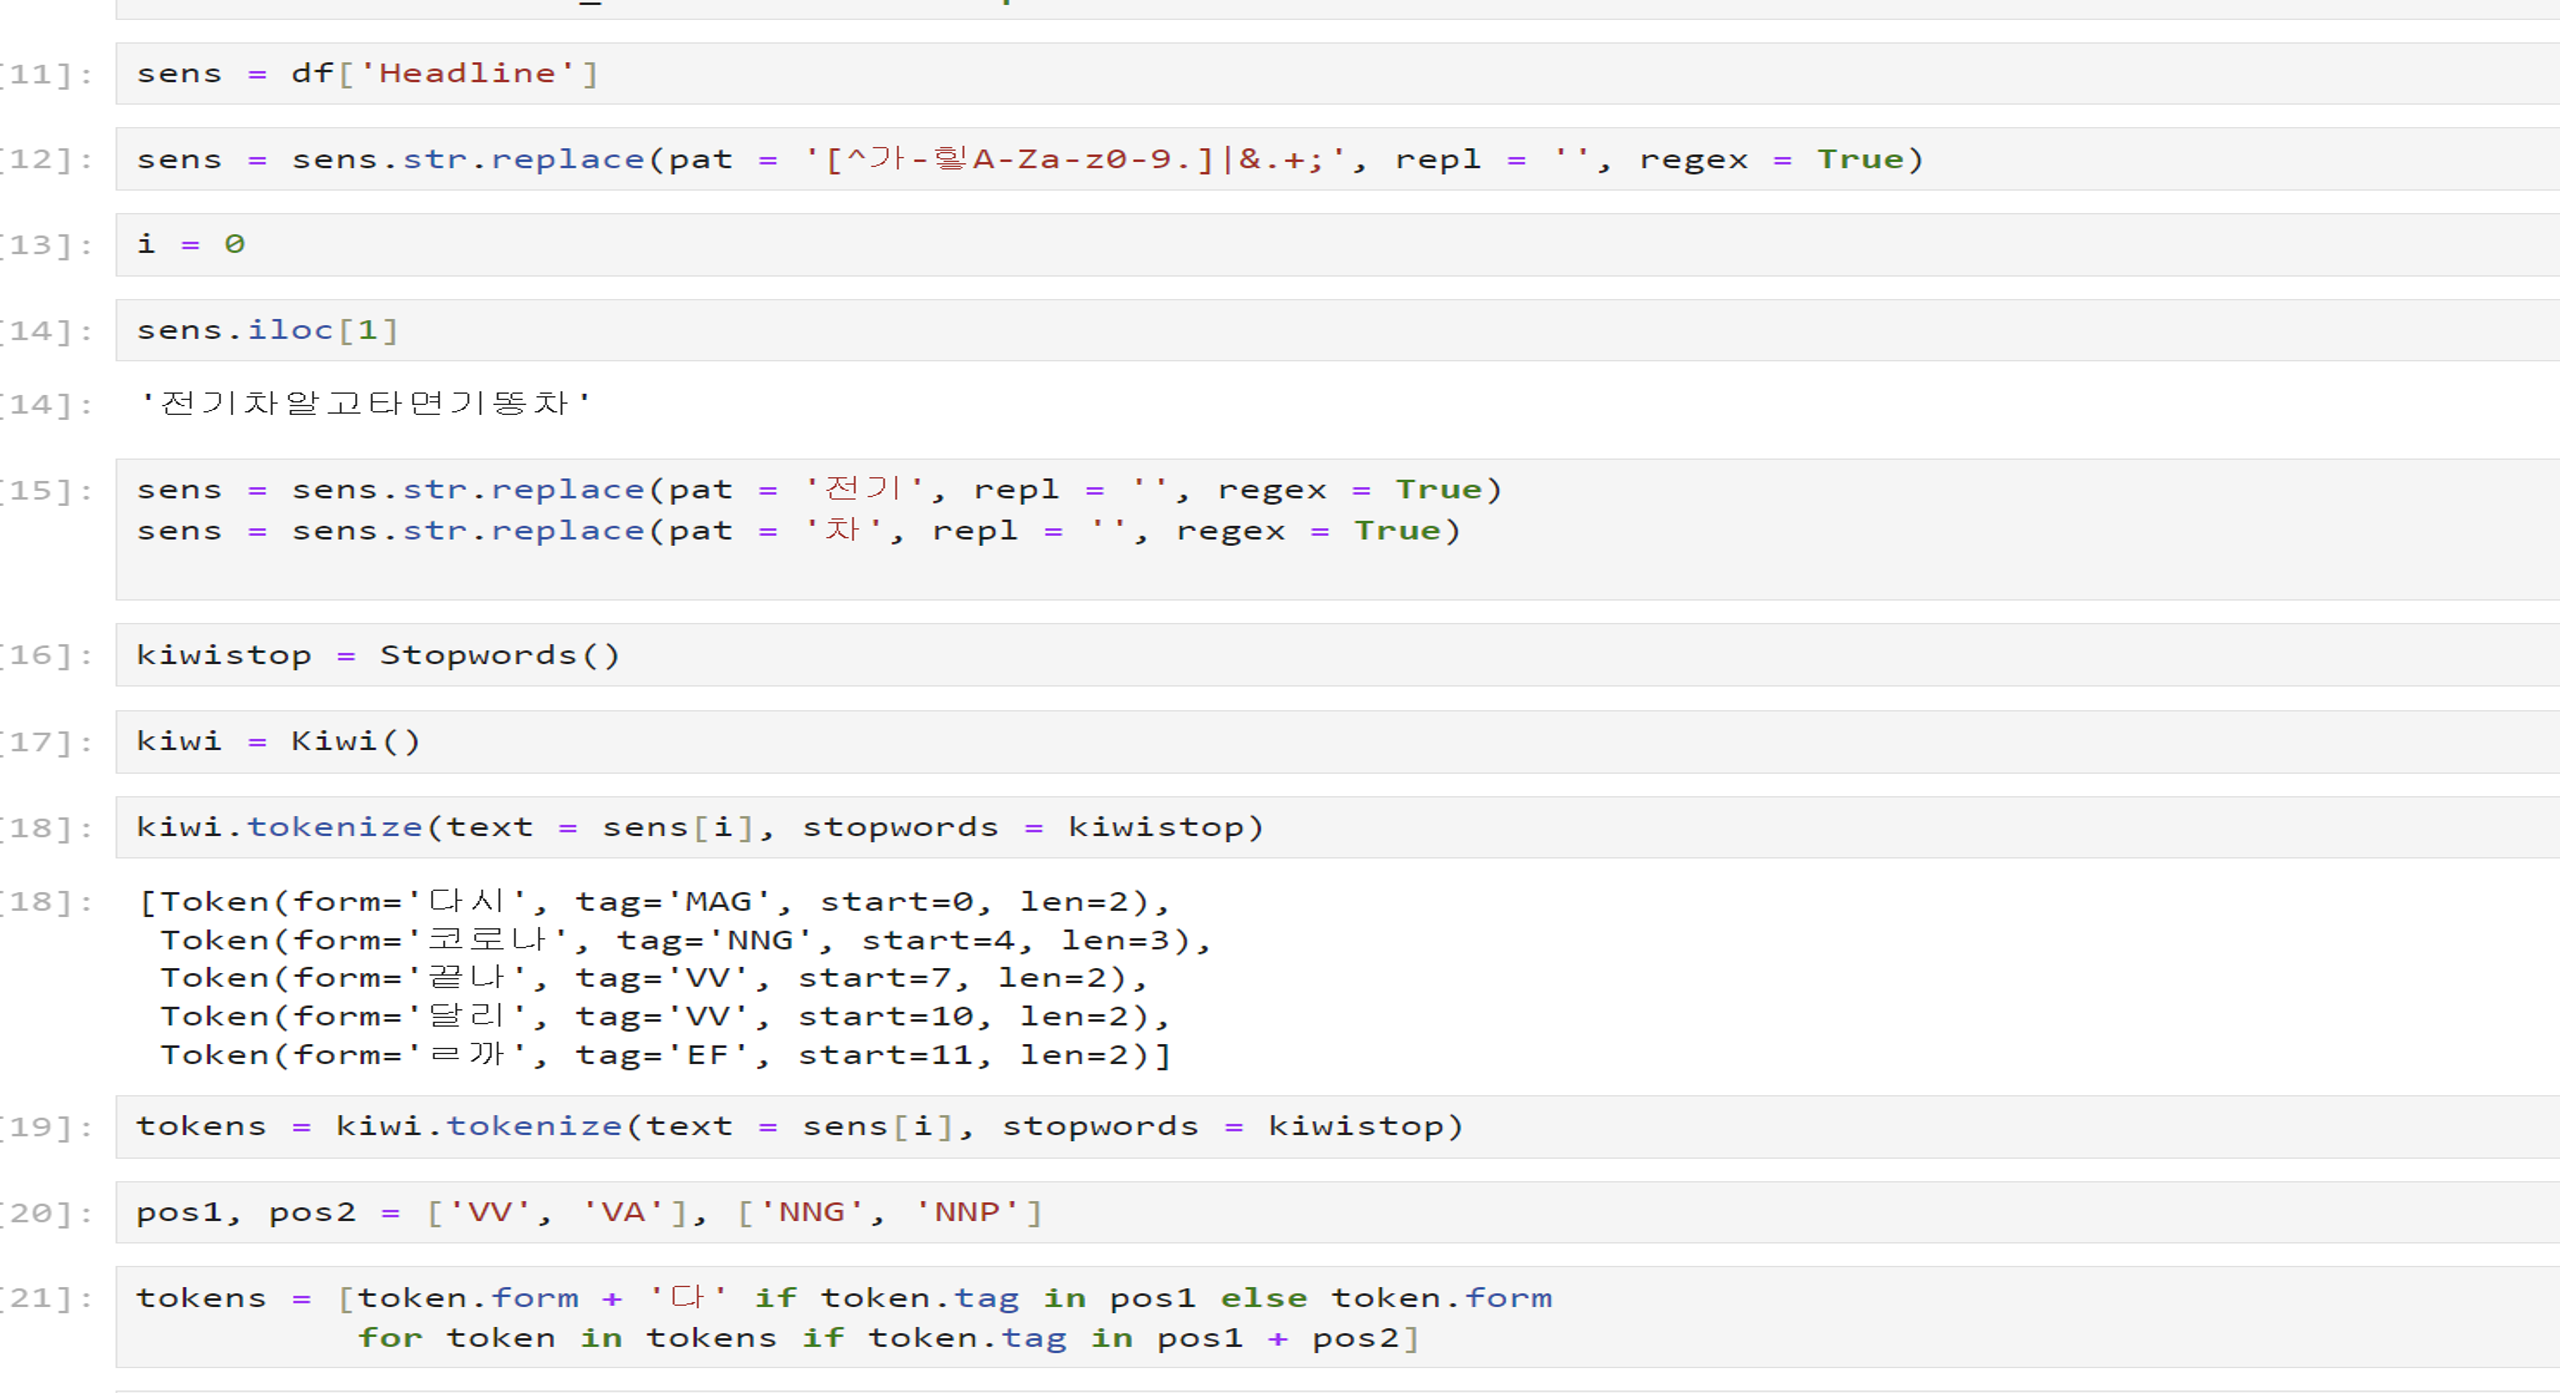 [11]: sens = df['Headline']
[12]: sens = sens.str.replace(pat = '[^가-힣A-Za-z0-9.]|&.+;', repl = '', regex = True)
[13]: i = 0
[14]: sens.iloc[1]
[14]: '전기차알고타면기똥차'
[15]: sens = sens.str.replace(pat = '전기', repl = '', regex = True)
sens = sens.str.replace(pat = '차', repl = '', regex = True)
[16]: kiwistop = Stopwords()
[17]: kiwi = Kiwi()
[18]: kiwi.tokenize(text = sens[i], stopwords = kiwistop)
[18]: [Token(form='다시', tag='MAG', start=0, len=2),
Token(form='코로나', tag='NNG', start=4, len=3),
Token(form='끝나', tag='VV', start=7, len=2),
Token(form='달리', tag='VV', start=10, len=2),
Token(form='ㄹ까', tag='EF', start=11, len=2)]
[19]: tokens = kiwi.tokenize(text = sens[i], stopwords = kiwistop)
[20]: pos1, pos2 = ['VV', 'VA'], ['NNG', 'NNP']
[21]: tokens = [token.form + '다' if token.tag in pos1 else token.form
for token in tokens if token.tag in pos1 + pos2]